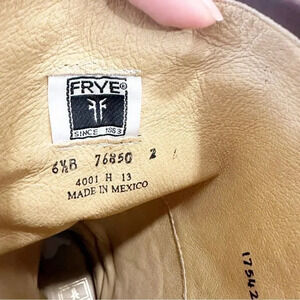 FRYE®
SINCE 1863
6½B 76850 2
4001 H 13
MADE IN MEXICO
17542